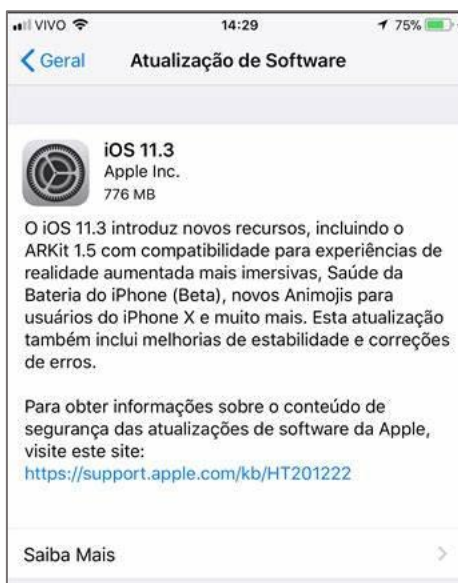 VIVO 14:29 75%
Geral Atualização de Software
iOS 11.3
Apple Inc.
776 MB
O iOS 11.3 introduz novos recursos, incluindo o
ARKit 1.5 com compatibilidade para experiências de
realidade aumentada mais imersivas, Saúde da
Bateria do iPhone (Beta), novos Animojis para
usuários do iPhone X e muito mais. Esta atualização
também inclui melhorias de estabilidade e correções
de erros.
Para obter informações sobre o conteúdo de
segurança das atualizações de software da Apple,
visite este site:
https://support.apple.com/kb/HT201222
Saiba Mais